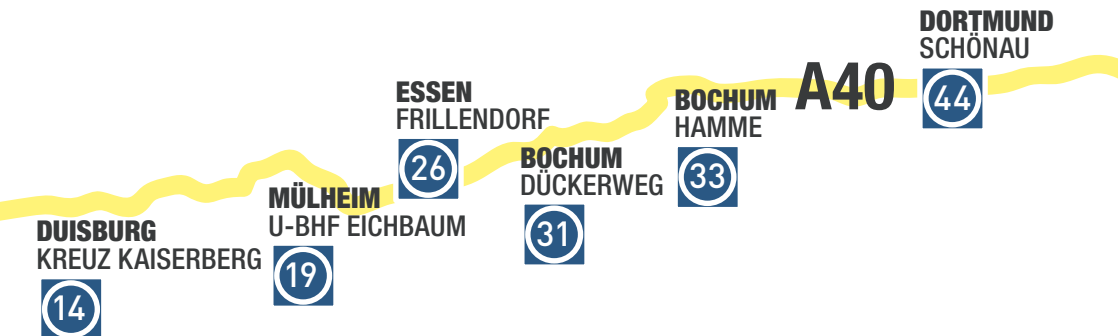 DUISBURG
KREUZ KAISERBERG
14
MÜLHEIM
U-BHF EICHBAUM
19
ESSEN
FRILLENDORF
26
BOCHUM
DÜCKERWEG
31
BOCHUM
HAMME
33
A40
DORTMUND
SCHÖNAU
44